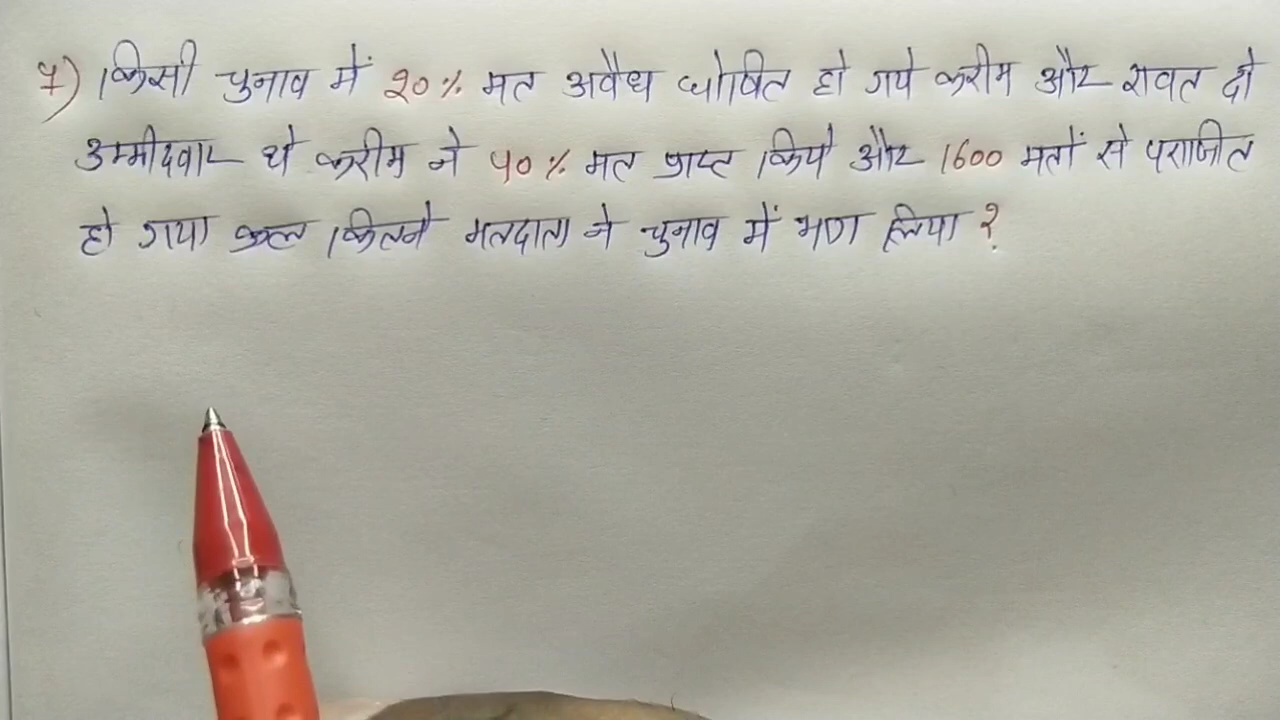 7) किसी चुनाव में 20% मत अवैध घोषित हो गये करीम और रावत दो
उम्मीदवार थे करीम ने 40% मत प्राप्त किये और 1600 मतों से पराजित
हो गया कुल कितने मतदाता ने चुनाव में भाग लिया ?